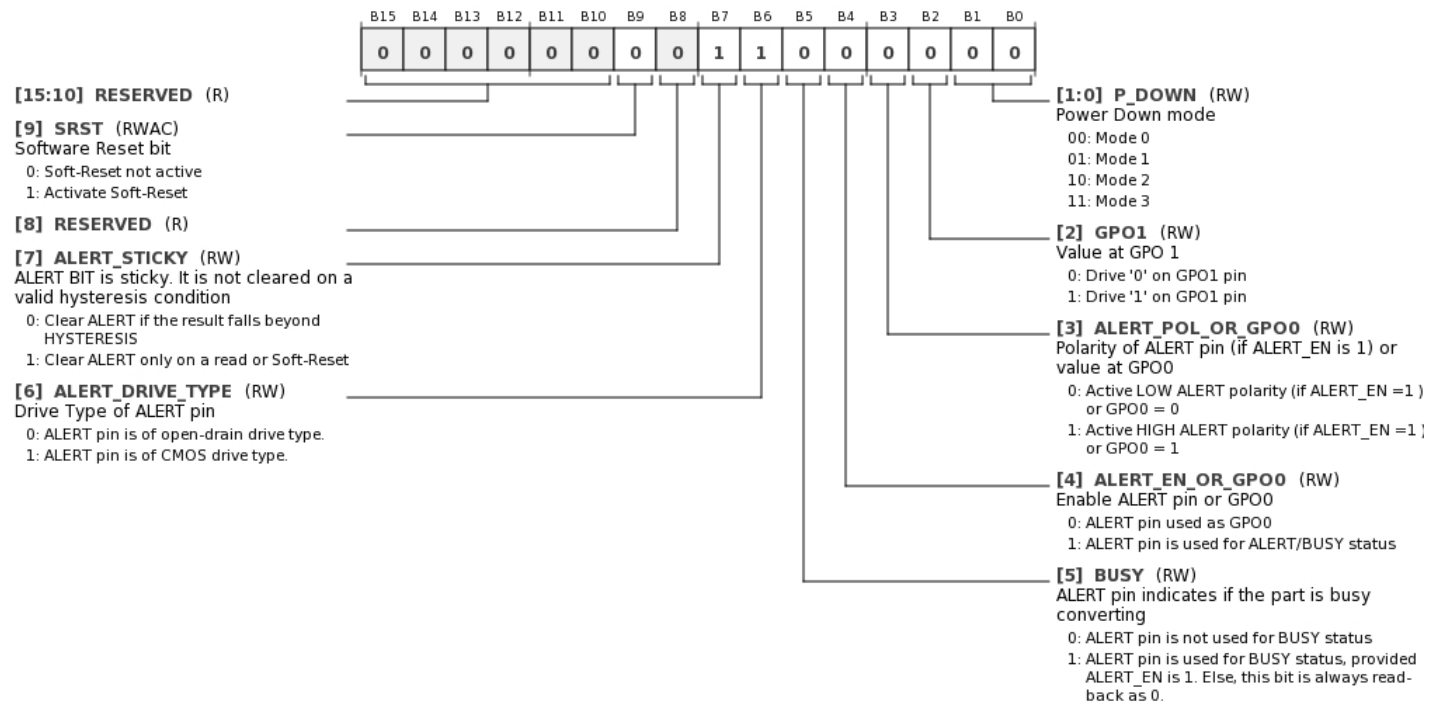 B15 B14 B13 B12 B11 B10 B9 B8 B7 B6 B5 B4 B3 B2 B1 B0
0 0 0 0 0 0 0 0 1 1 0 0 0 0 0 0
[15:10] RESERVED (R)
[9] SRST (RWAC)
Software Reset bit
0: Soft-Reset not active
1: Activate Soft-Reset
[8] RESERVED (R)
[7] ALERT_STICKY (RW)
ALERT BIT is sticky. It is not cleared on a
valid hysteresis condition
0: Clear ALERT if the result falls beyond
HYSTERESIS
1: Clear ALERT only on a read or Soft-Reset
[6] ALERT_DRIVE_TYPE (RW)
Drive Type of ALERT pin
0: ALERT pin is of open-drain drive type.
1: ALERT pin is of CMOS drive type.
[1:0] P_DOWN (RW)
Power Down mode
00: Mode 0
01: Mode 1
10: Mode 2
11: Mode 3
[2] GPO1 (RW)
Value at GPO 1
0: Drive '0' on GPO1 pin
1: Drive '1' on GPO1 pin
[3] ALERT_POL_OR_GPO0 (RW)
Polarity of ALERT pin (if ALERT_EN is 1) or
value at GPO0
0: Active LOW ALERT polarity (if ALERT_EN =1 )
or GPO0 = 0
1: Active HIGH ALERT polarity (if ALERT_EN =1 )
or GPO0 = 1
[4] ALERT_EN_OR_GPO0 (RW)
Enable ALERT pin or GPO0
0: ALERT pin used as GPO0
1: ALERT pin is used for ALERT/BUSY status
[5] BUSY (RW)
ALERT pin indicates if the part is busy
converting
0: ALERT pin is not used for BUSY status
1: ALERT pin is used for BUSY status, provided
ALERT_EN is 1. Else, this bit is always read-
back as 0.